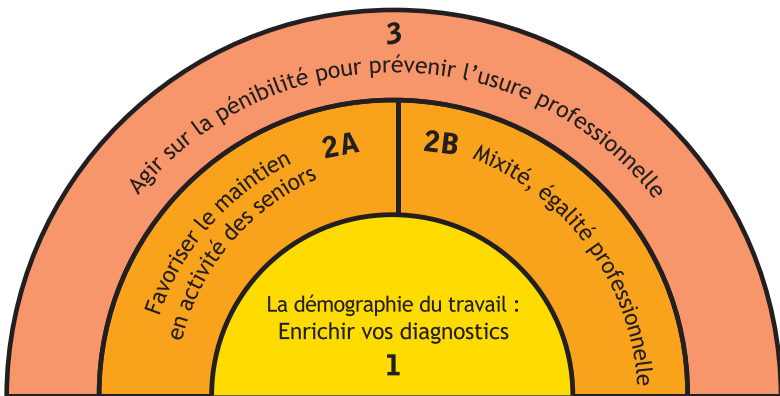 3
Agir sur la pénibilité pour prévenir l’usure professionnelle
2A
Favoriser le maintien
en activité des seniors
2B
Mixité, égalité professionnelle
La démographie du travail :
Enrichir vos diagnostics
1